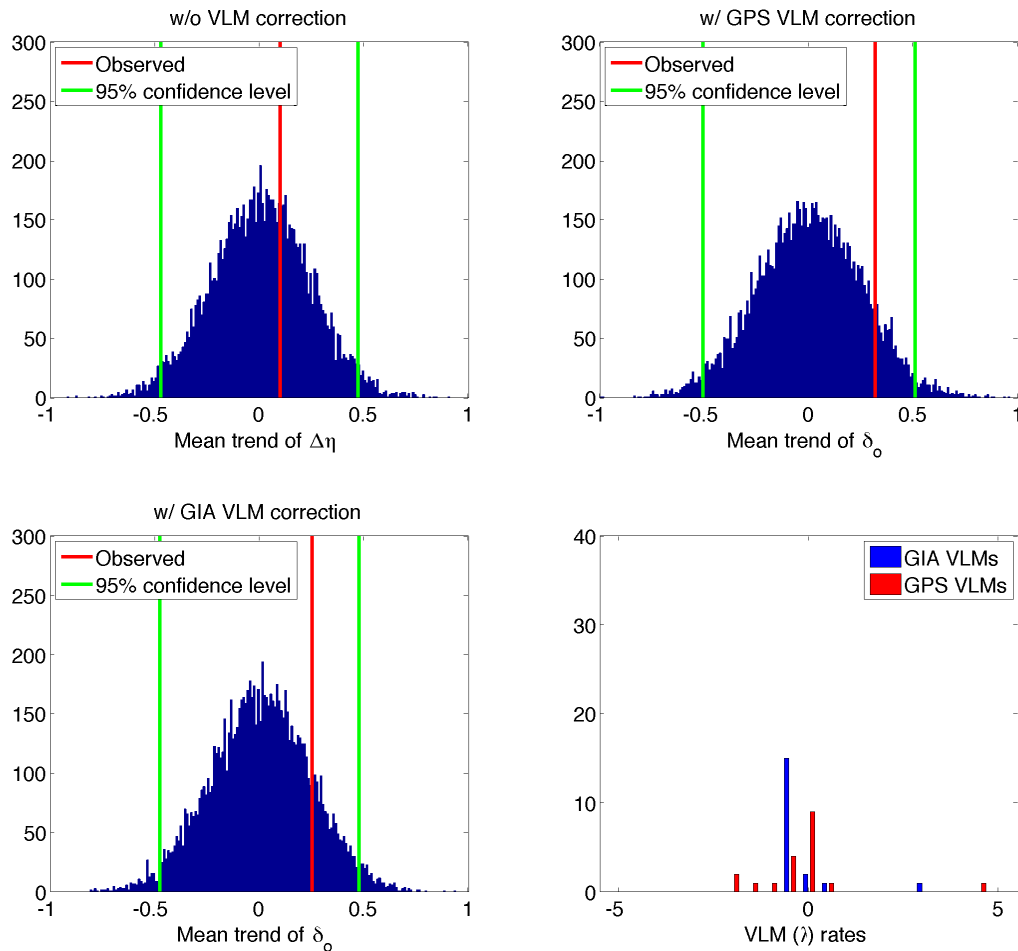 w/o VLM correction
300
250
200
150
100
50
0
Observed
95% confidence level
-1
-0.5
0
0.5
1
Mean trend of Δη
w/ GPS VLM correction
300
250
200
150
100
50
0
Observed
95% confidence level
-1
-0.5
0
0.5
1
Mean trend of δ_o
w/ GIA VLM correction
300
250
200
150
100
50
0
Observed
95% confidence level
-1
-0.5
0
0.5
1
Mean trend of δ_o
40
30
20
10
0
GIA VLMs
GPS VLMs
-5
0
5
VLM (λ) rates